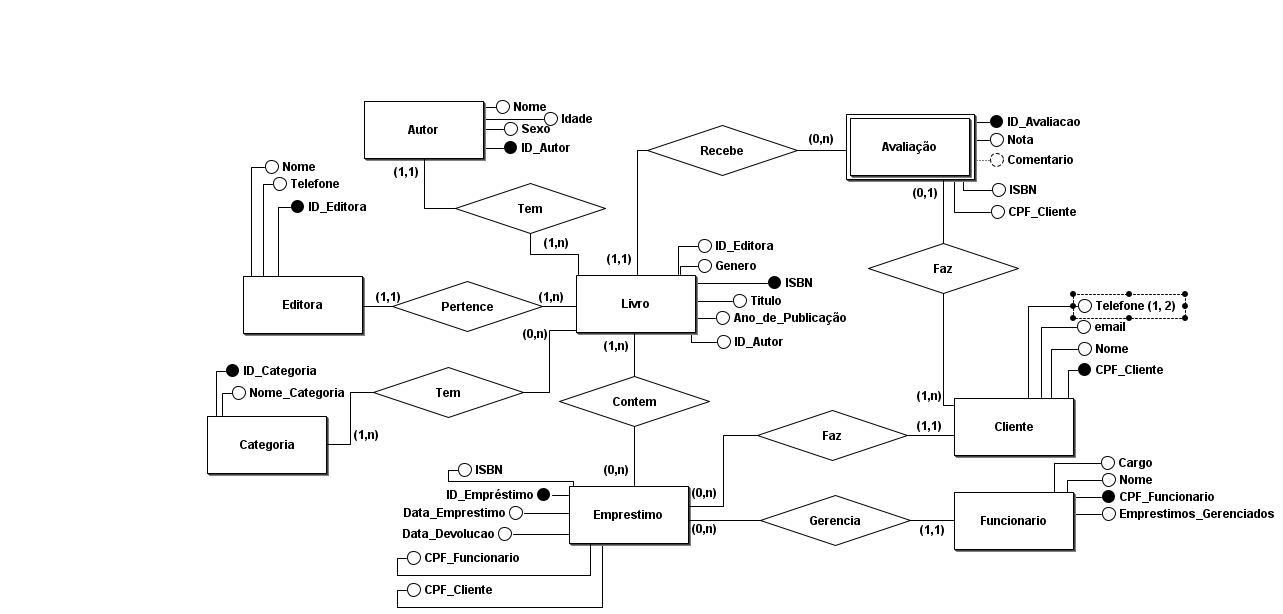 Nome
Autor
Idade
Sexo
ID_Autor
(1,1)
Recebe
(0,n)
Avaliação
ID_Avaliacao
Nota
Comentario
ISBN
CPF_Cliente
(0,1)
Nome
Telefone
ID_Editora
Tem
(1,n)
(1,1)
ID_Editora
Genero
ISBN
Faz
Editora
(1,1)
Pertence
(1,n)
Livro
Titulo
Ano_de_Publicação
ID_Autor
Telefone (1, 2)
email
Nome
CPF_Cliente
(0,n)
(1,n)
ID_Categoria
Nome_Categoria
Tem
Contem
(1,n)
Categoria
(1,n)
Faz
(1,1)
Cliente
ISBN
(0,n)
ID_Empréstimo
Data_Emprestimo
Data_Devolucao
Emprestimo
(0,n)
(0,n)
Gerencia
(1,1)
Funcionario
Cargo
Nome
CPF_Funcionario
Emprestimos_Gerenciados
CPF_Funcionario
CPF_Cliente